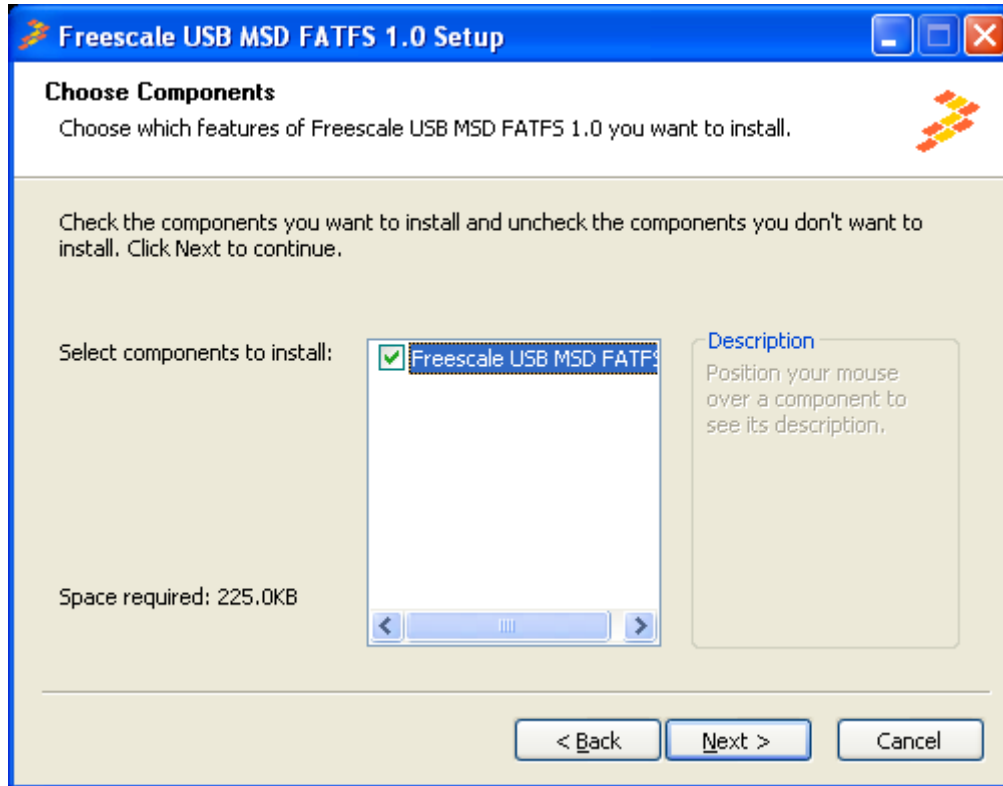 Freescale USB MSD FATFS 1.0 Setup
Choose Components
Choose which features of Freescale USB MSD FATFS 1.0 you want to install.
Check the components you want to install and uncheck the components you don't want to
install. Click Next to continue.
Select components to install:
Freescale USB MSD FATFS
Description
Position your mouse
over a component to
see its description.
Space required: 225.0KB
< Back
Next >
Cancel